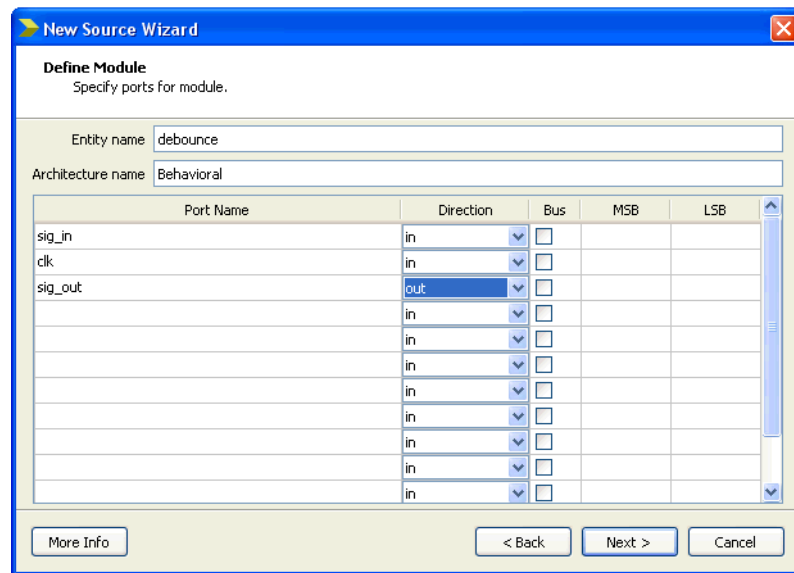 New Source Wizard
Define Module
Specify ports for module.
Entity name debounce
Architecture name Behavioral
Port Name Direction Bus MSB LSB
sig_in in
clk in
sig_out out
in
in
in
in
in
in
in
in
More Info < Back Next > Cancel